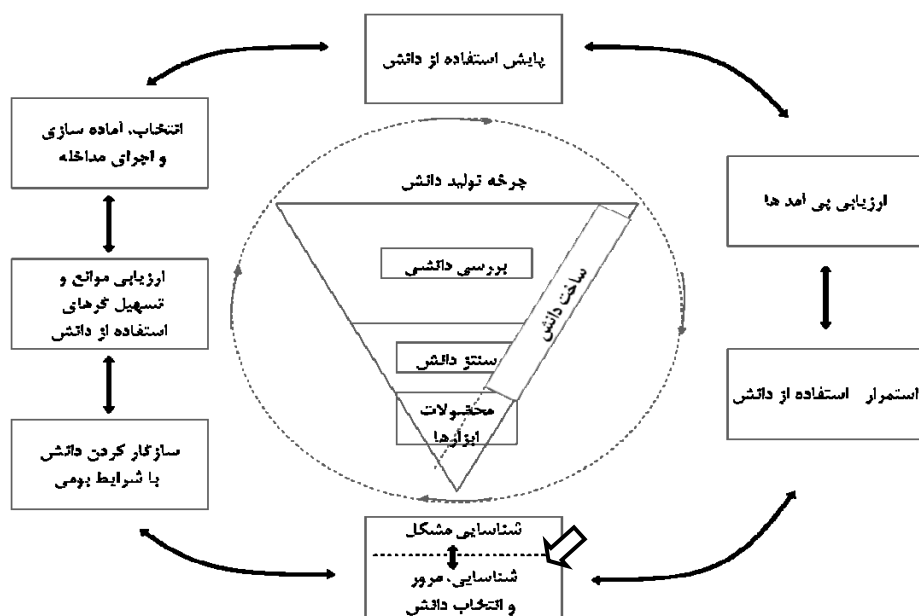 پایش استفاده از دانش
انتخاب، آماده سازی
و اجرای مداخله
ارزیابی پی آمد ها
چرخه تولید دانش
بررسی دانشی
ساخت دانش
ارزیابی موانع و
تسهیل گرهای
استفاده از دانش
سنتز دانش
استمرار استفاده از دانش
محصولات
ابزارها
سازگار کردن دانش
با شرایط بومی
شناسایی مشکل
شناسایی، مرور
و انتخاب دانش